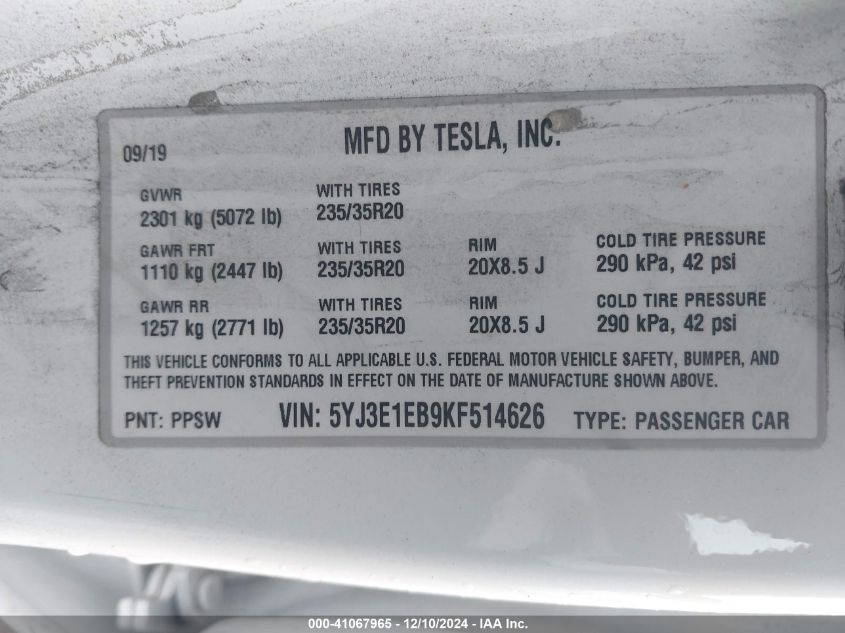 09/19 MFD BY TESLA, INC.
GVWR WITH TIRES
2301 kg (5072 lb) 235/35R20
GAWR FRT WITH TIRES RIM COLD TIRE PRESSURE
1110 kg (2447 lb) 235/35R20 20X8.5 J 290 kPa, 42 psi
GAWR RR WITH TIRES RIM COLD TIRE PRESSURE
1257 kg (2771 lb) 235/35R20 20X8.5 J 290 kPa, 42 psi
THIS VEHICLE CONFORMS TO ALL APPLICABLE U.S. FEDERAL MOTOR VEHICLE SAFETY, BUMPER, AND
THEFT PREVENTION STANDARDS IN EFFECT ON THE DATE OF MANUFACTURE SHOWN ABOVE.
PNT: PPSW VIN: 5YJ3E1EB9KF514626 TYPE: PASSENGER CAR
000-41067965 - 12/10/2024 - IAA Inc.